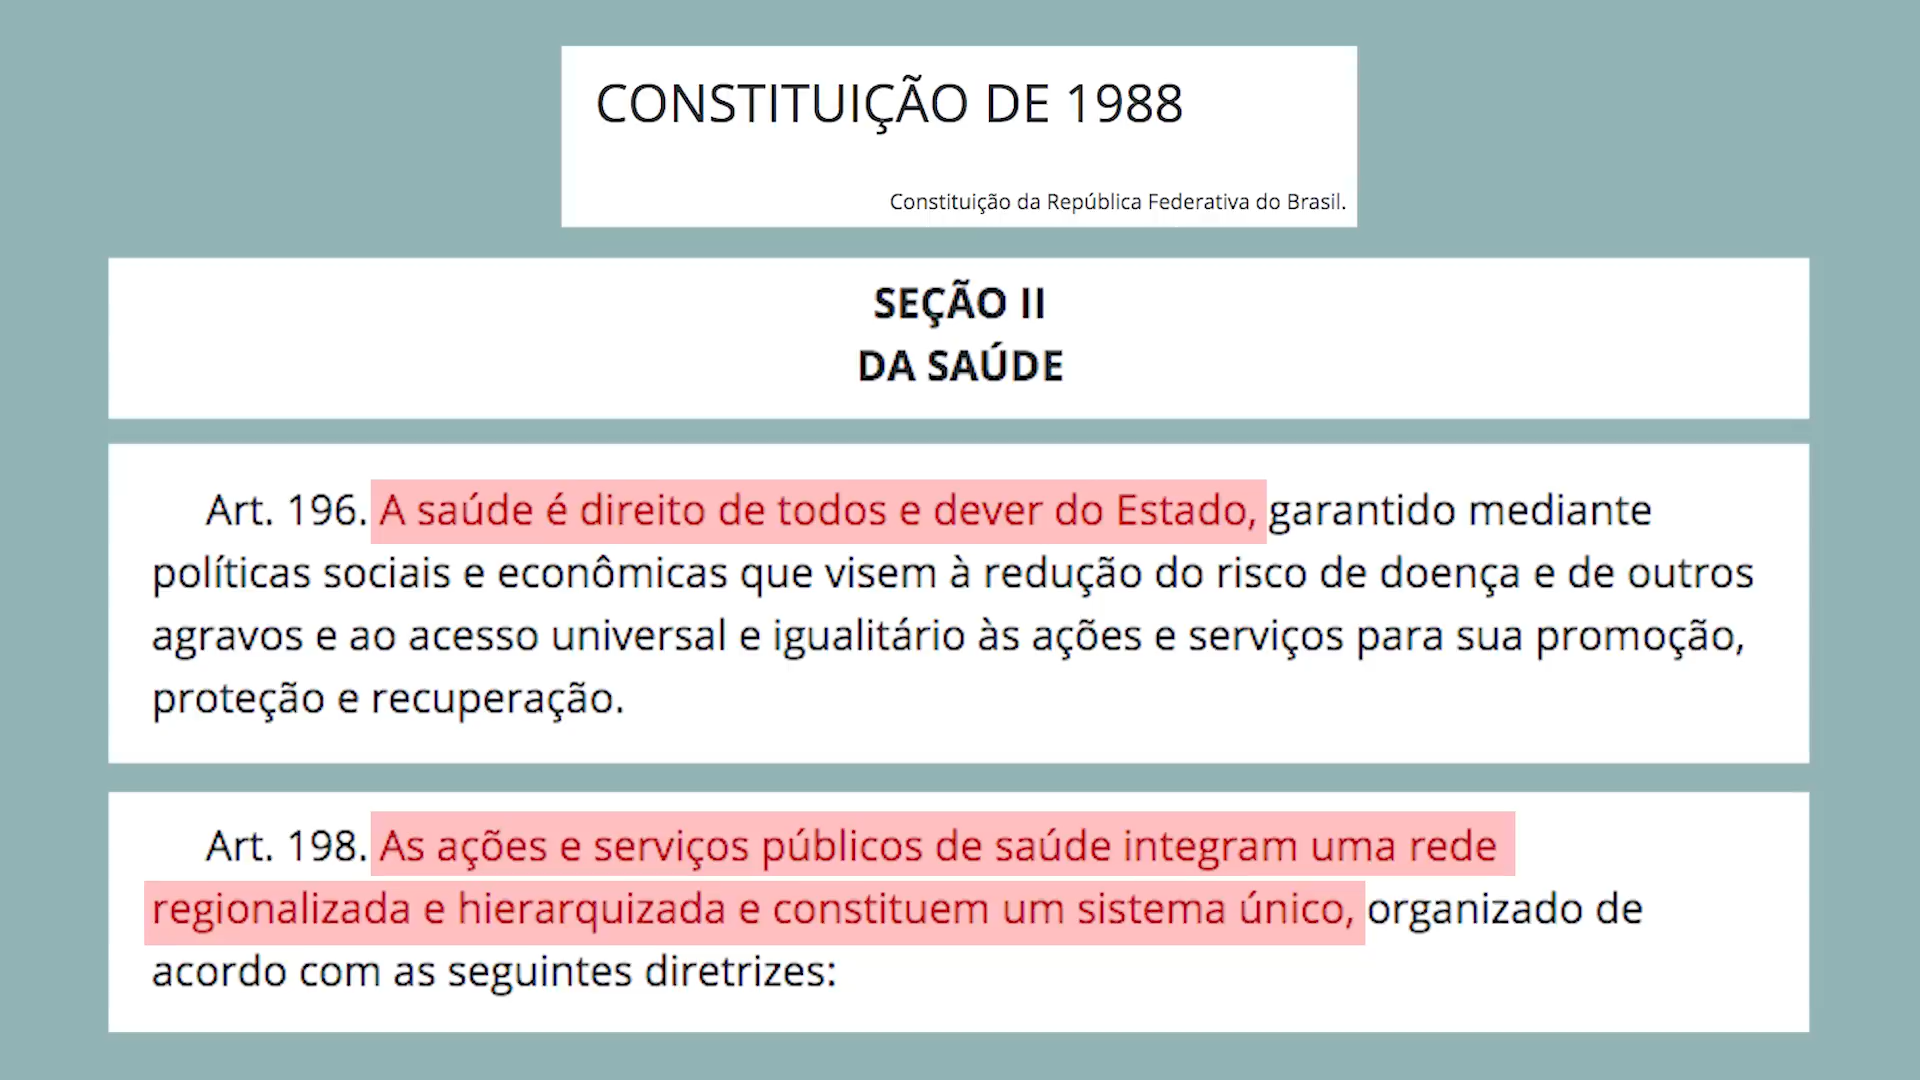 CONSTITUIÇÃO DE 1988
Constituição da República Federativa do Brasil.
SEÇÃO II
DA SAÚDE
Art. 196. A saúde é direito de todos e dever do Estado, garantido mediante
políticas sociais e econômicas que visem à redução do risco de doença e de outros
agravos e ao acesso universal e igualitário às ações e serviços para sua promoção,
proteção e recuperação.
Art. 198. As ações e serviços públicos de saúde integram uma rede
regionalizada e hierarquizada e constituem um sistema único, organizado de
acordo com as seguintes diretrizes: